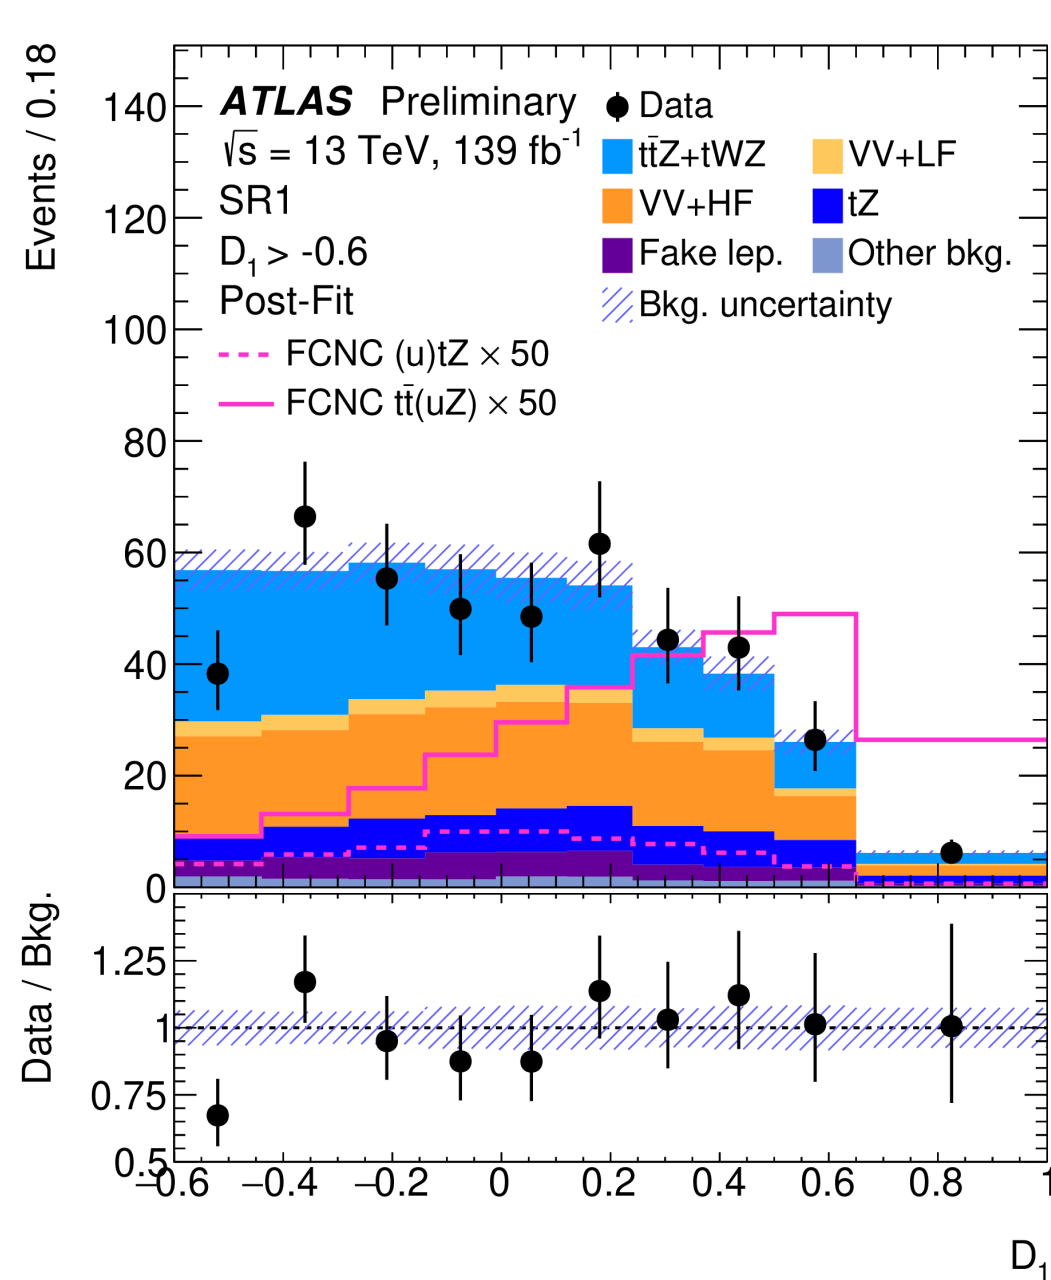 Events / 0.18
140
120
100
80
60
40
20
0
ATLAS Preliminary
√s = 13 TeV, 139 fb⁻¹
SR1
D₁ > -0.6
Post-Fit
FCNC (u)tZ × 50
FCNC tt̄(uZ) × 50
Data
tt̄Z+tWZ
VV+LF
VV+HF
tZ
Fake lep.
Other bkg.
Bkg. uncertainty
Data / Bkg.
1.25
1
0.75
0.5
−0.6 −0.4 −0.2 0 0.2 0.4 0.6 0.8 1
D₁